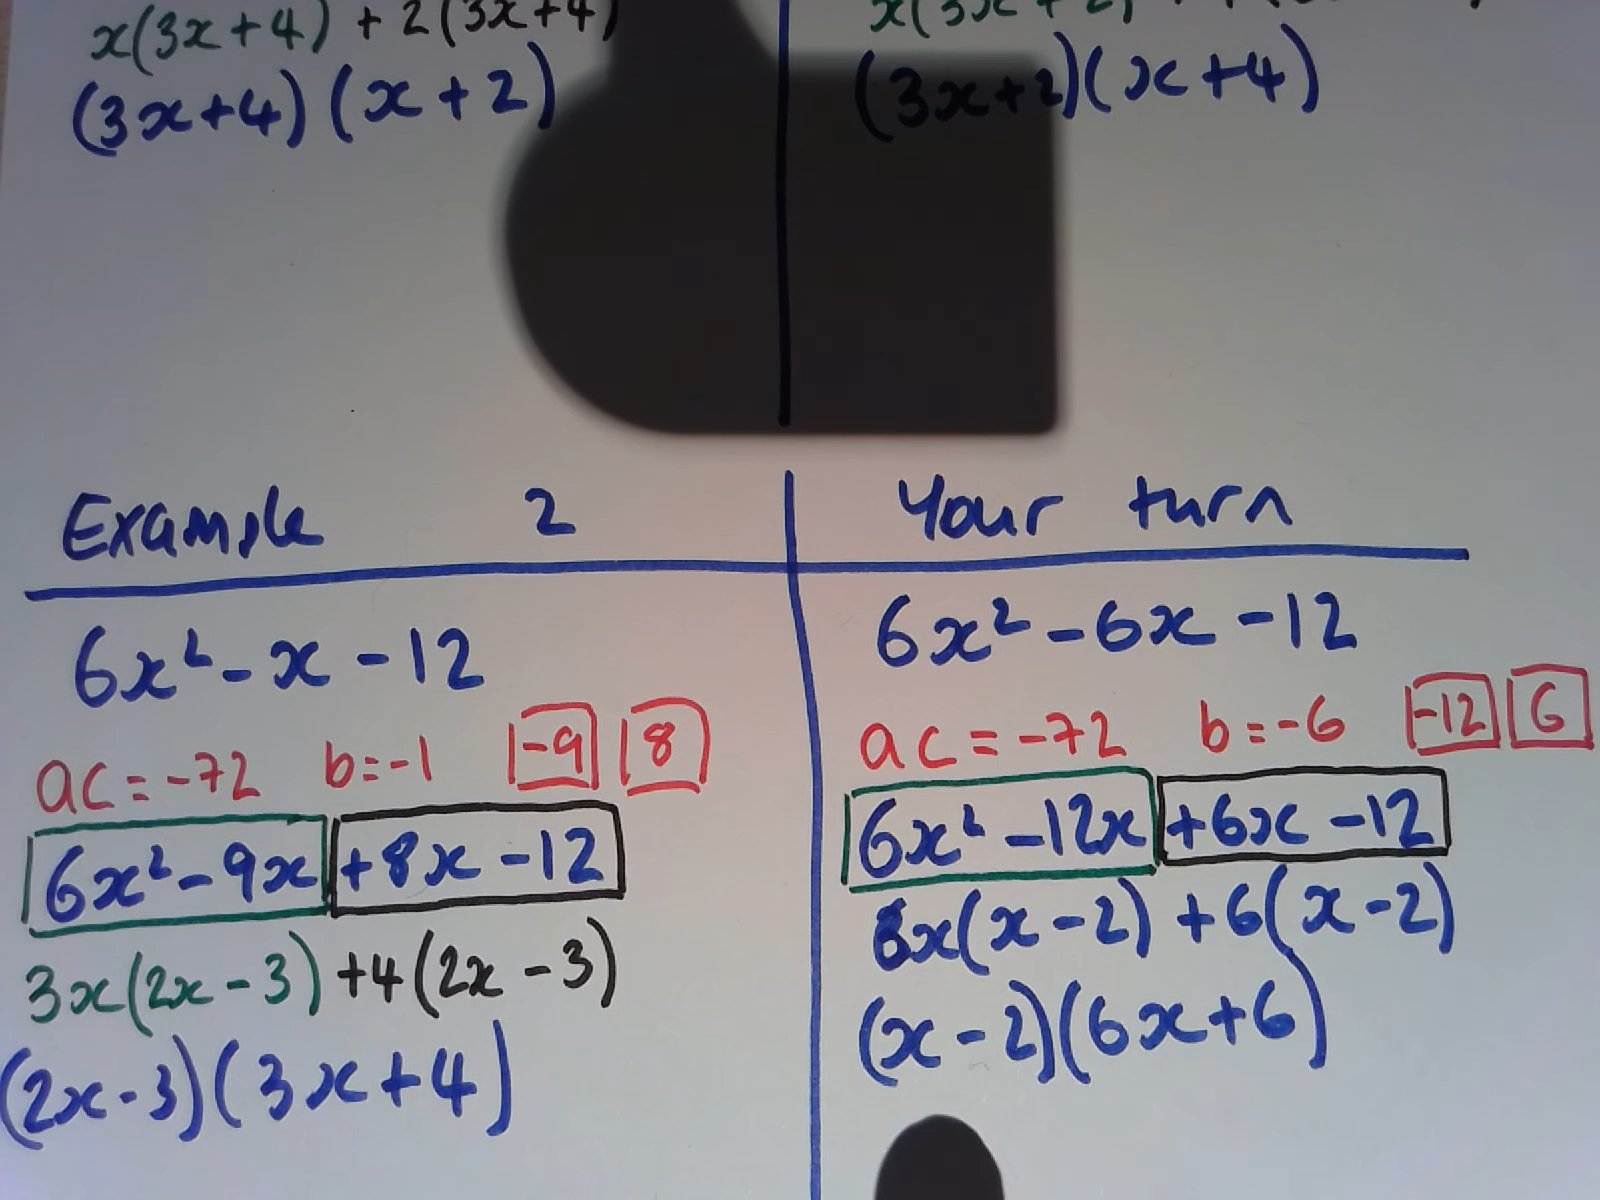 x(3x+4) + 2(3x+4)
(3x+4)(x+2)
x(3x+2)
(3x+2)(x+4)
Example 2
6x² - x - 12
ac = -72 b = -1 -9 8
6x² - 9x + 8x - 12
3x(2x - 3) + 4(2x - 3)
(2x - 3)(3x + 4)
Your turn
6x² - 6x - 12
ac = -72 b = -6 -12 6
6x² - 12x + 6x - 12
6x(x - 2) + 6(x - 2)
(x - 2)(6x + 6)